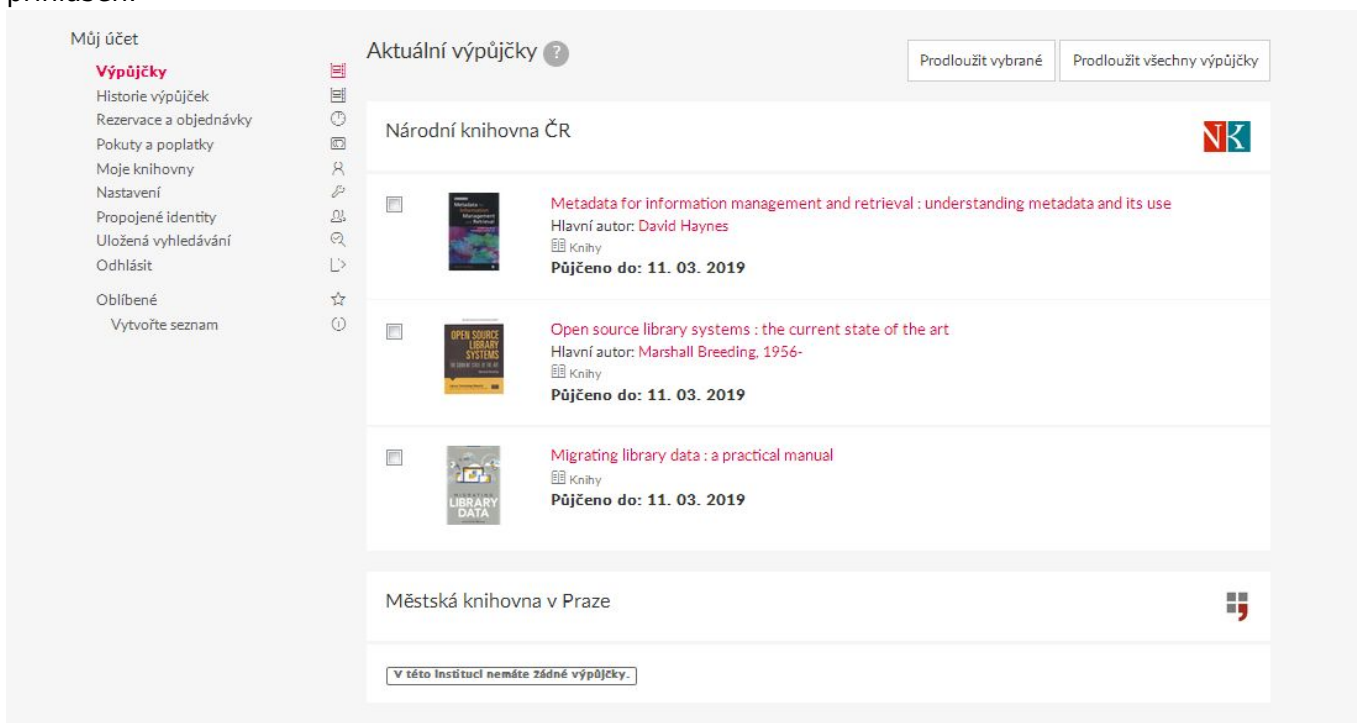 Můj účet
Výpůjčky
Historie výpůjček
Rezervace a objednávky
Pokuty a poplatky
Moje knihovny
Nastavení
Propojené identity
Uložená vyhledávání
Odhlásit
Oblíbené
Vytvořte seznam
Aktuální výpůjčky ?
Prodloužit vybrané
Prodloužit všechny výpůjčky
Národní knihovna ČR
NK
Metadata for information management and retrieval : understanding metadata and its use
Hlavní autor: David Haynes
Knihy
Půjčeno do: 11. 03. 2019
OPEN SOURCE
LIBRARY
SYSTEMS
Open source library systems : the current state of the art
Hlavní autor: Marshall Breeding, 1956-
Knihy
Půjčeno do: 11. 03. 2019
MIGRATING
LIBRARY
DATA
Migrating library data : a practical manual
Knihy
Půjčeno do: 11. 03. 2019
Městská knihovna v Praze
V této instituci nemáte žádné výpůjčky.